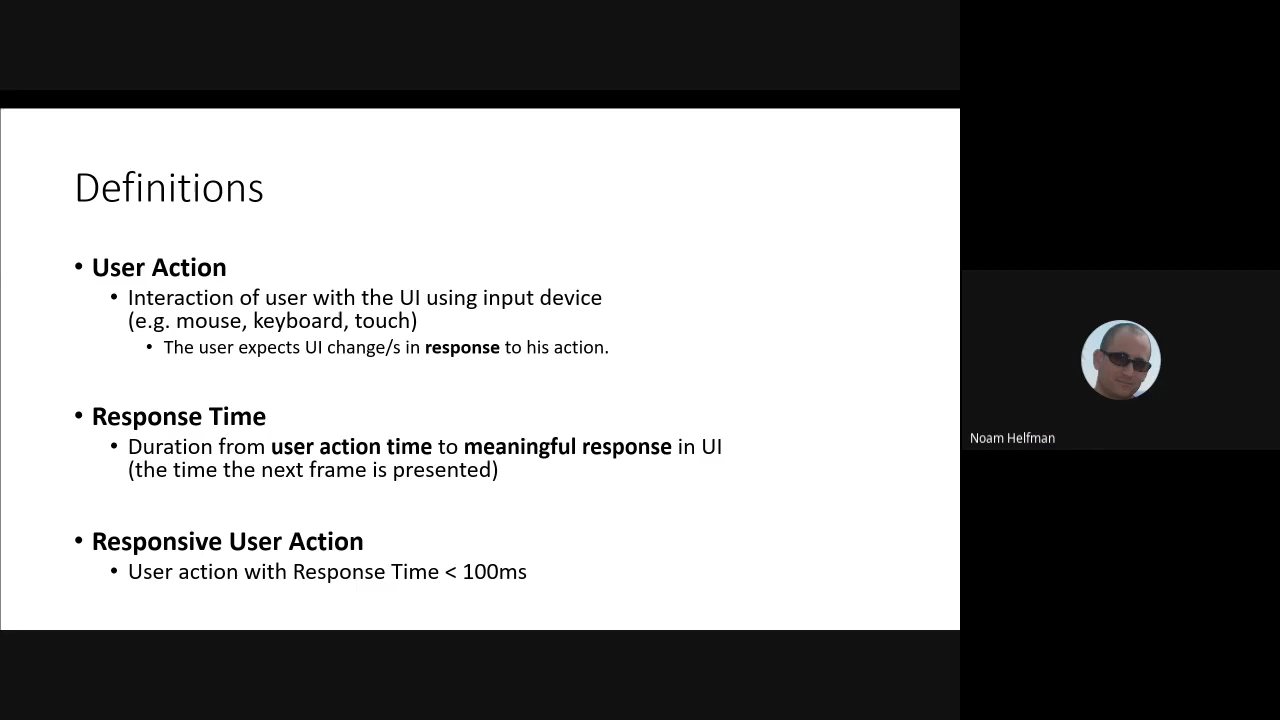 Definitions
• User Action
• Interaction of user with the UI using input device
(e.g. mouse, keyboard, touch)
• The user expects UI change/s in response to his action.
• Response Time
• Duration from user action time to meaningful response in UI
(the time the next frame is presented)
• Responsive User Action
• User action with Response Time < 100ms
Noam Helfman